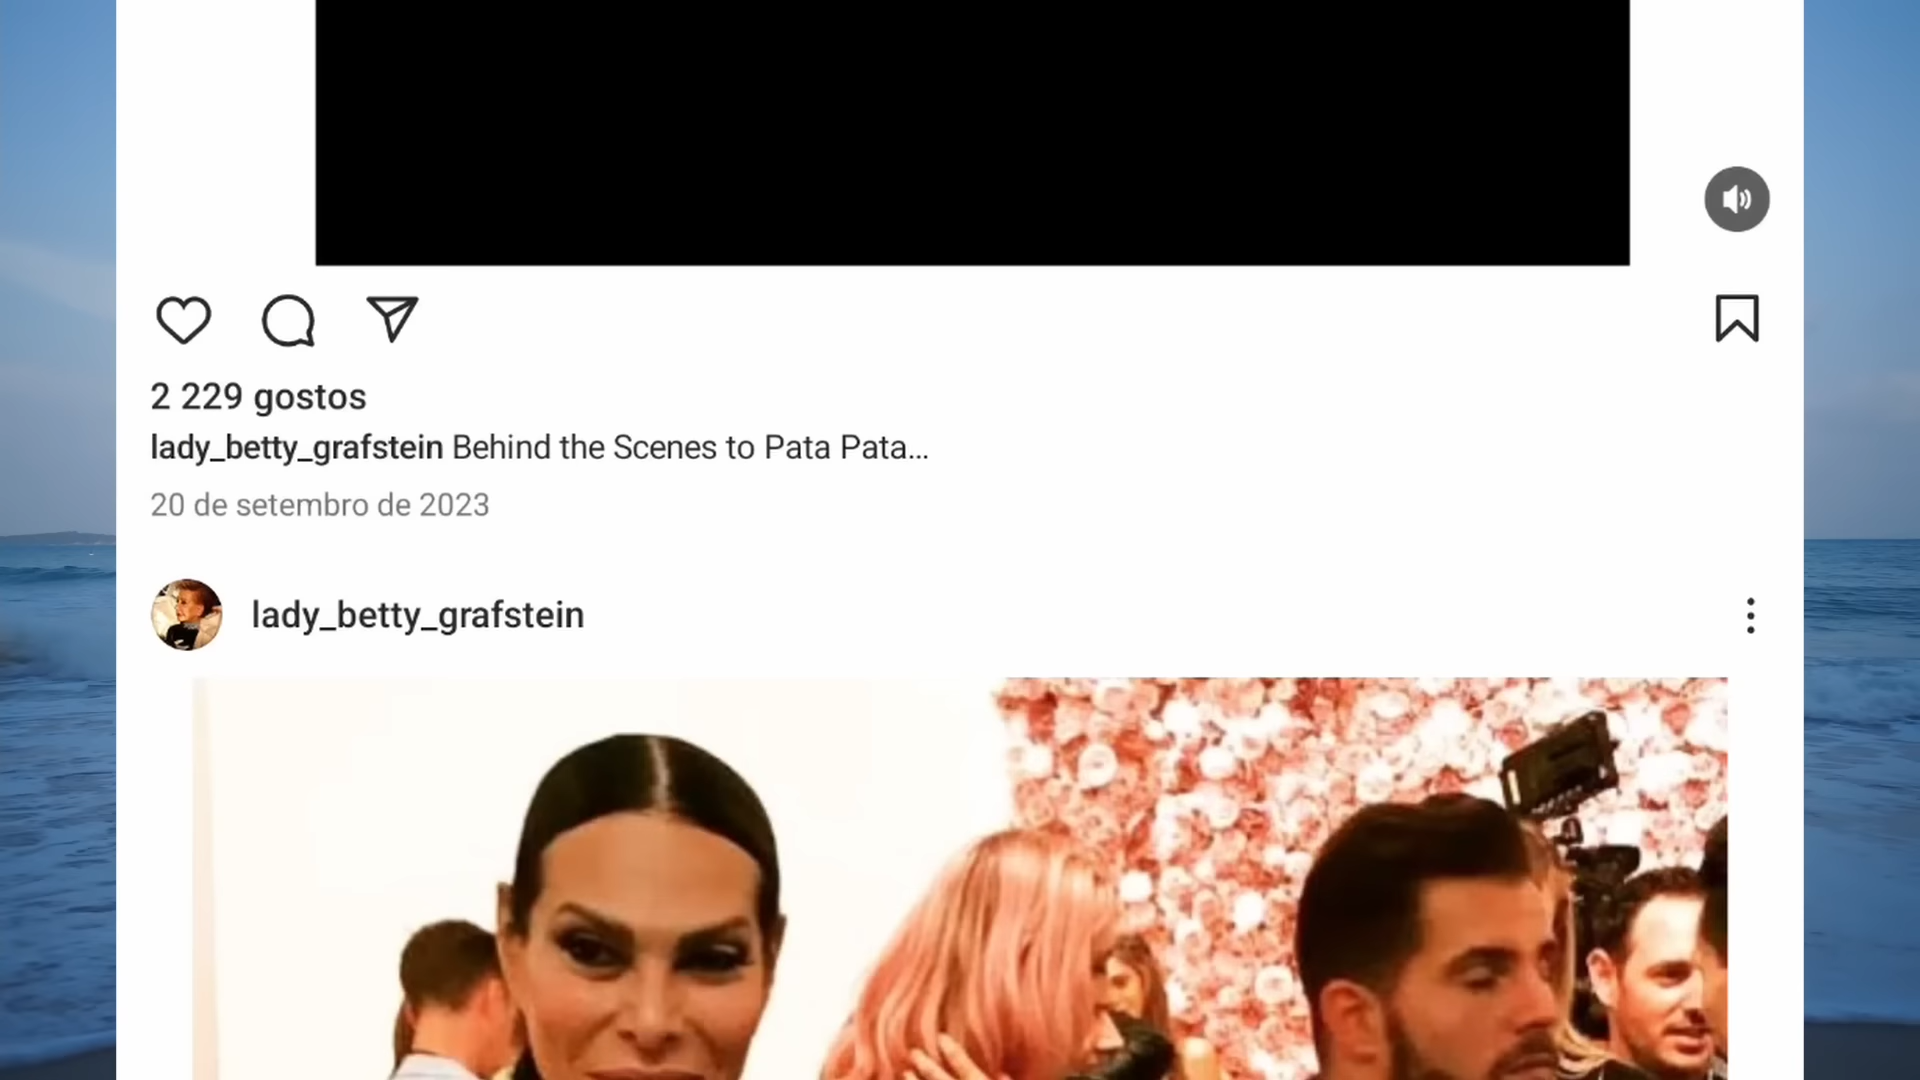 2 229 gostos
lady_betty_grafstein Behind the Scenes to Pata Pata...
20 de setembro de 2023
lady_betty_grafstein